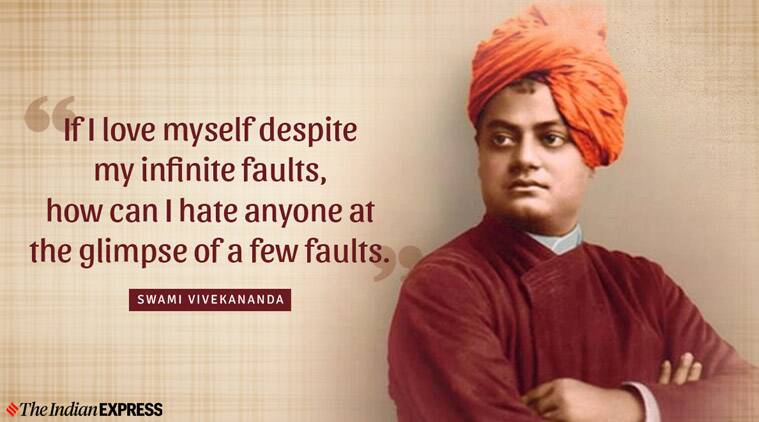 “If I love myself despite
my infinite faults,
how can I hate anyone at
the glimpse of a few faults.”
SWAMI VIVEKANANDA
The Indian EXPRESS